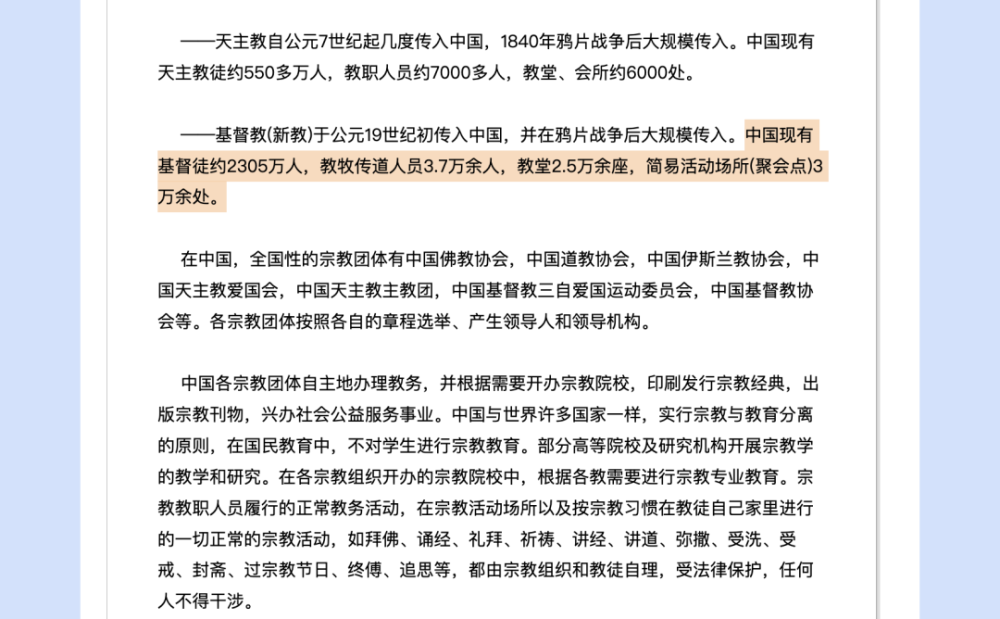 ——天主教自公元7世纪起几度传入中国，1840年鸦片战争后大规模传入。中国现有
天主教徒约550多万人，教职人员约7000多人，教堂、会所约6000处。
——基督教(新教)于公元19世纪初传入中国，并在鸦片战争后大规模传入。中国现有
基督徒约2305万人，教牧传道人员3.7万余人，教堂2.5万余座，简易活动场所(聚会点)3
万余处。
在中国，全国性的宗教团体有中国佛教协会，中国道教协会，中国伊斯兰教协会，中
国天主教爱国会，中国天主教主教团，中国基督教三自爱国运动委员会，中国基督教协
会等。各宗教团体按照各自的章程选举、产生领导人和领导机构。
中国各宗教团体自主地办理教务，并根据需要开办宗教院校，印刷发行宗教经典，出
版宗教刊物，兴办社会公益服务事业。中国与世界许多国家一样，实行宗教与教育分离
的原则，在国民教育中，不对学生进行宗教教育。部分高等院校及研究机构开展宗教学
的教学和研究。在各宗教组织开办的宗教院校中，根据各教需要进行宗教专业教育。宗
教教职人员履行的正常教务活动，在宗教活动场所以及按宗教习惯在教徒自己家里进行
的一切正常的宗教活动，如拜佛、诵经、礼拜、祈祷、讲经、讲道、弥撒、受洗、受
戒、封斋、过宗教节日、终傅、追思等，都由宗教组织和教徒自理，受法律保护，任何
人不得干涉。